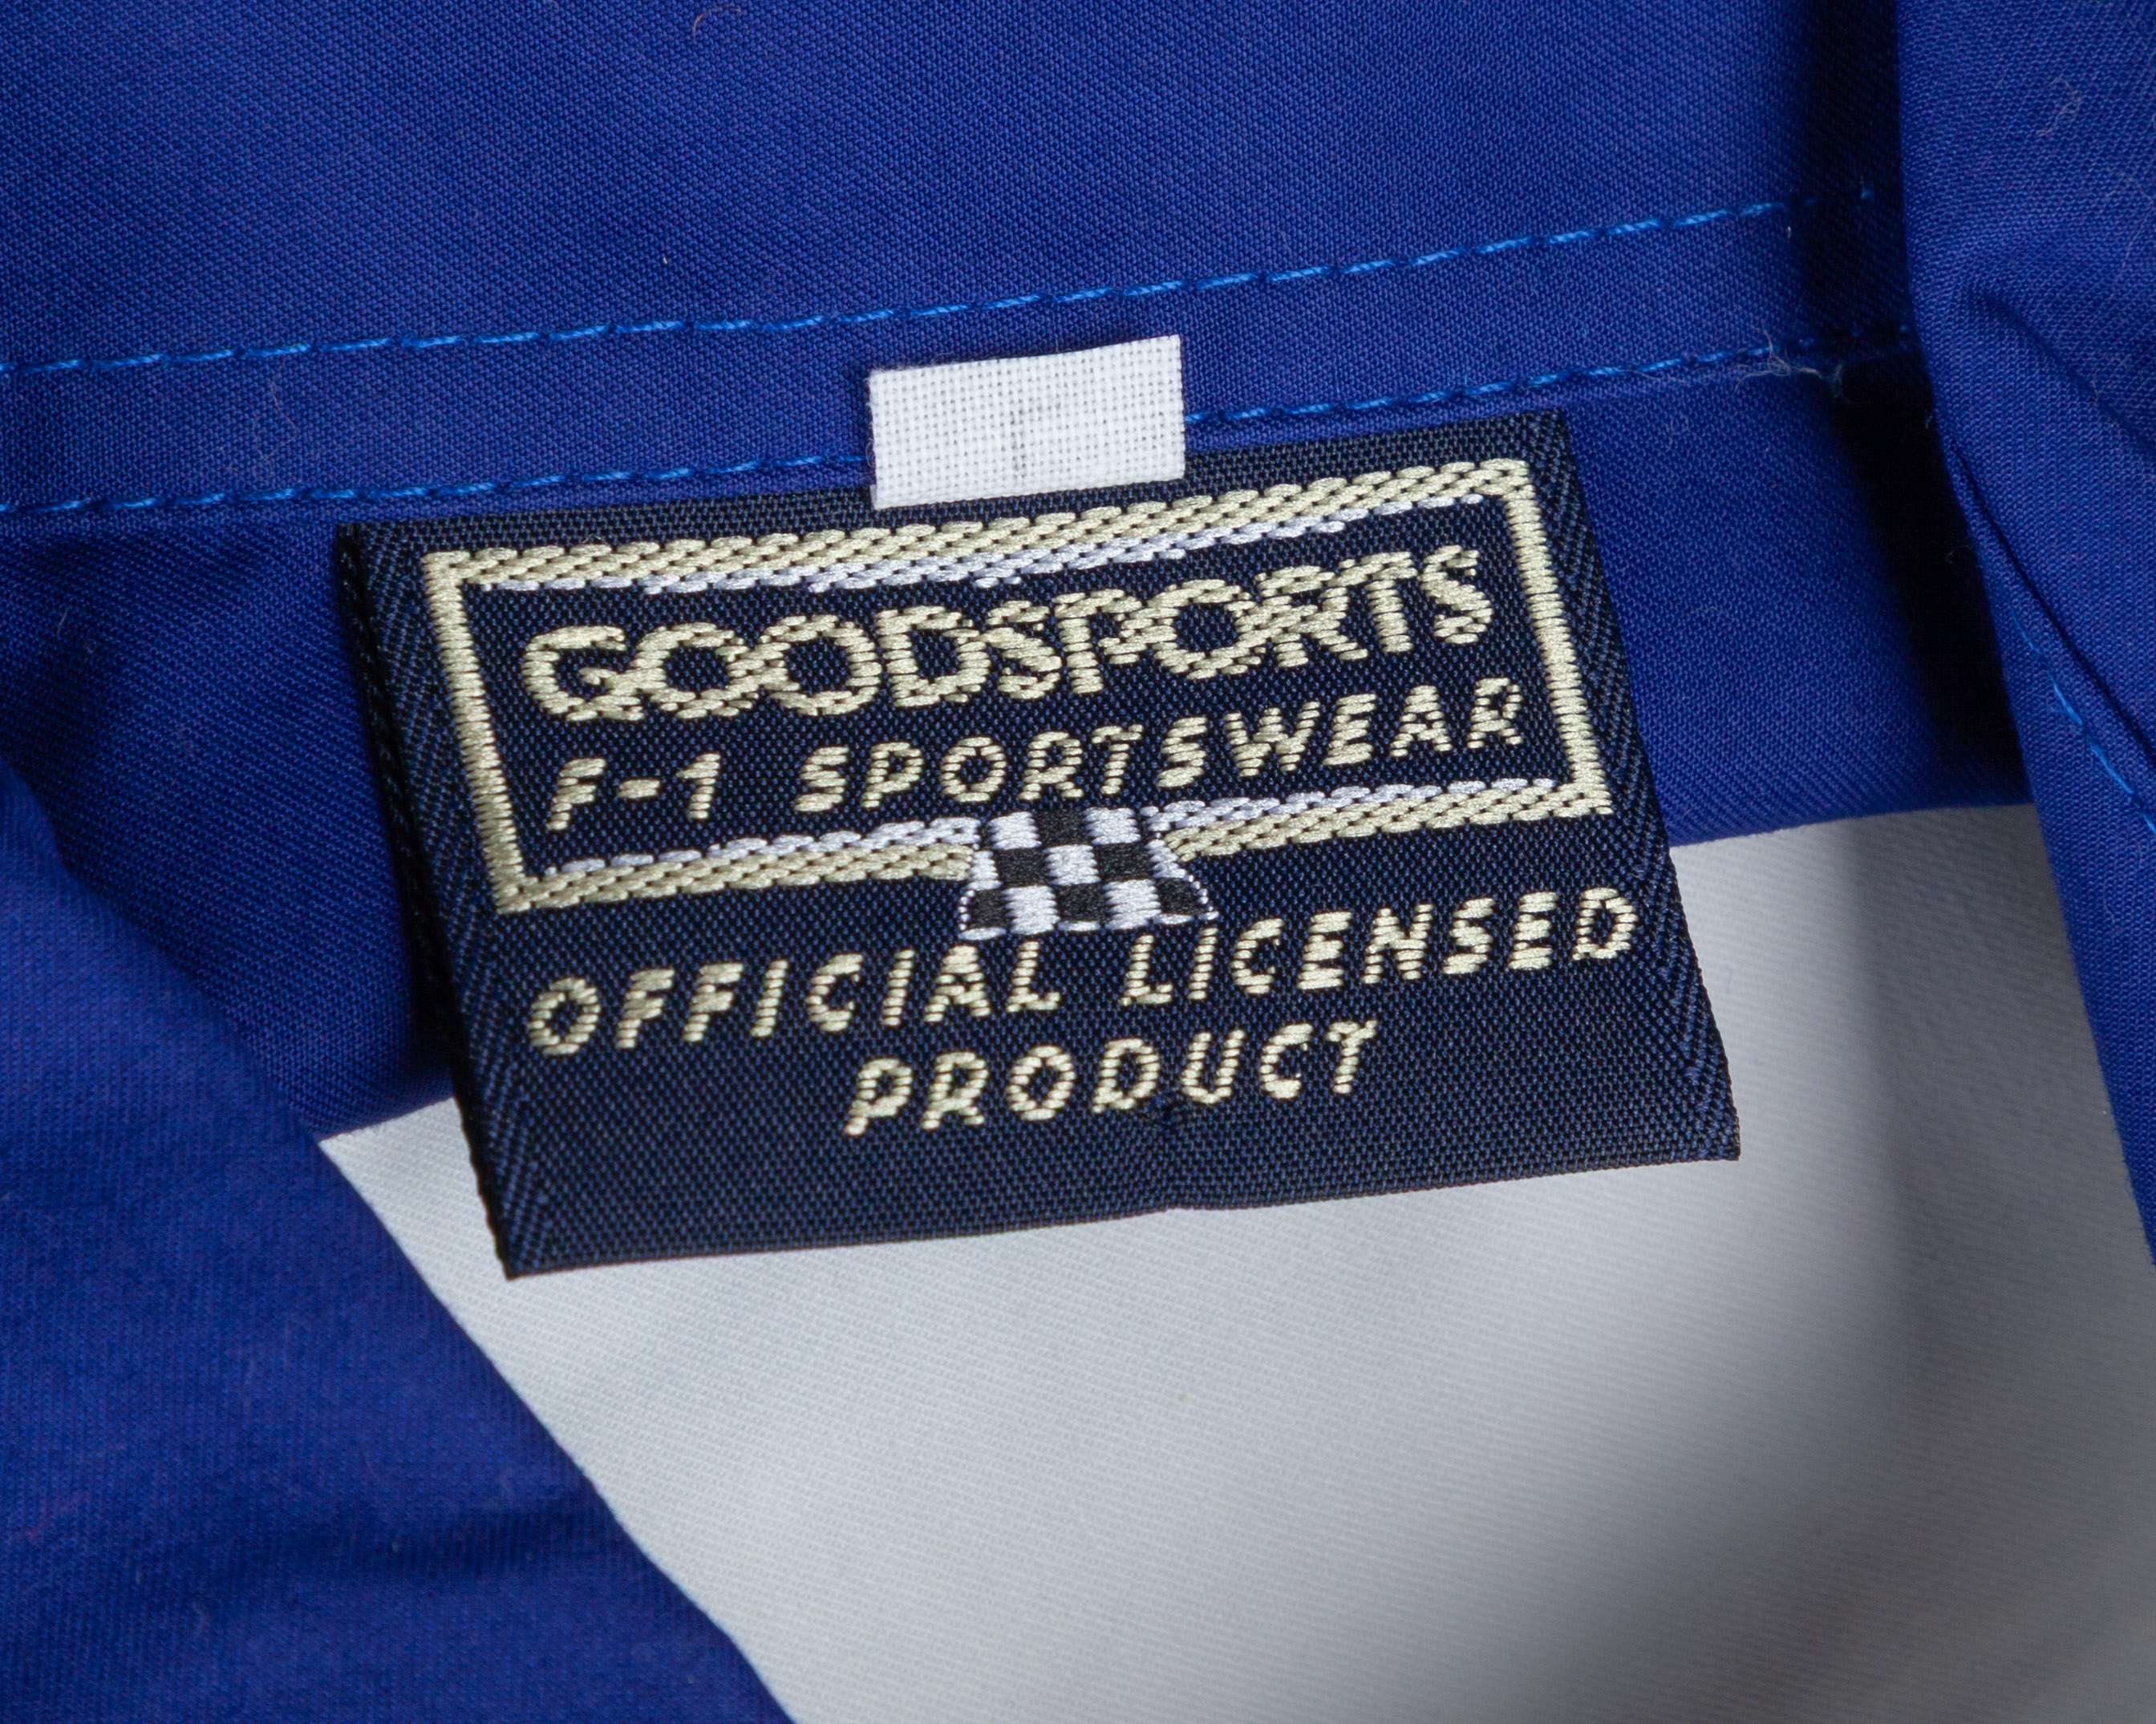 GOODSPORTS
F-1 SPORTSWEAR
OFFICIAL LICENSED
PRODUCT